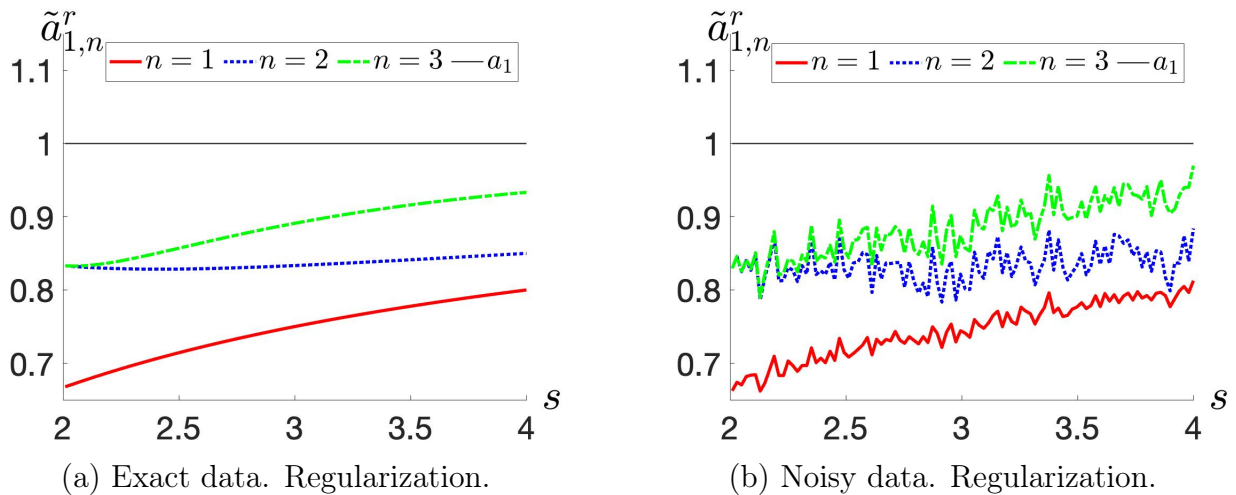 ã^r_{1,n}
n = 1 n = 2 n = 3 a_1
1.1
1
0.9
0.8
0.7
2 2.5 3 3.5 4
s
(a) Exact data. Regularization.
ã^r_{1,n}
n = 1 n = 2 n = 3 a_1
1.1
1
0.9
0.8
0.7
2 2.5 3 3.5 4
s
(b) Noisy data. Regularization.